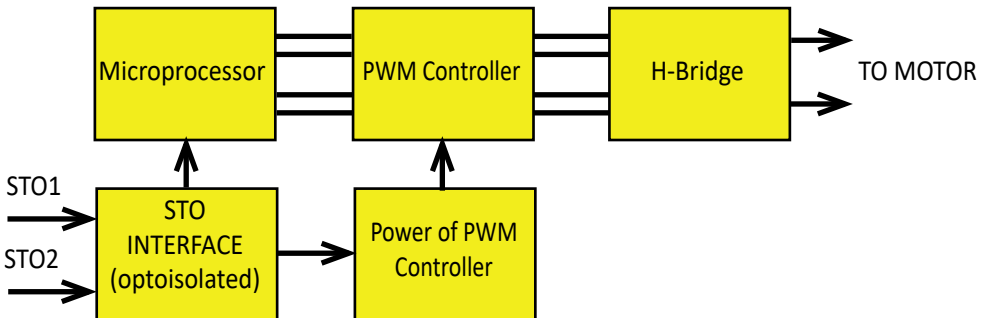 Microprocessor
PWM Controller
H-Bridge
TO MOTOR
STO1
STO2
STO
INTERFACE
(optoisolated)
Power of PWM
Controller